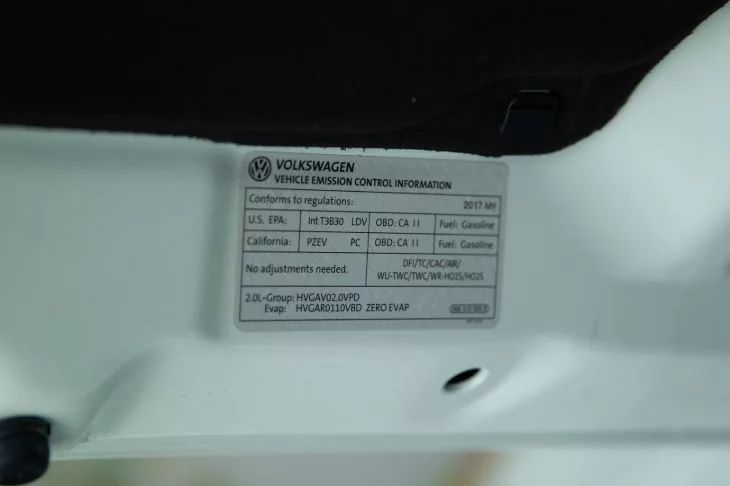 VOLKSWAGEN
VEHICLE EMISSION CONTROL INFORMATION
Conforms to regulations: 2017 MY
U.S. EPA: Int T3B30 LDV OBD: CA II Fuel: Gasoline
California: PZEV PC OBD: CA II Fuel: Gasoline
No adjustments needed.
DFI/TC/CAC/AIR/
WU-TWC/TWC/WR-HO2S/HO2S
2.0L-Group: HVGAV02.0VPD
Evap: HVGAR0110VBD ZERO EVAP